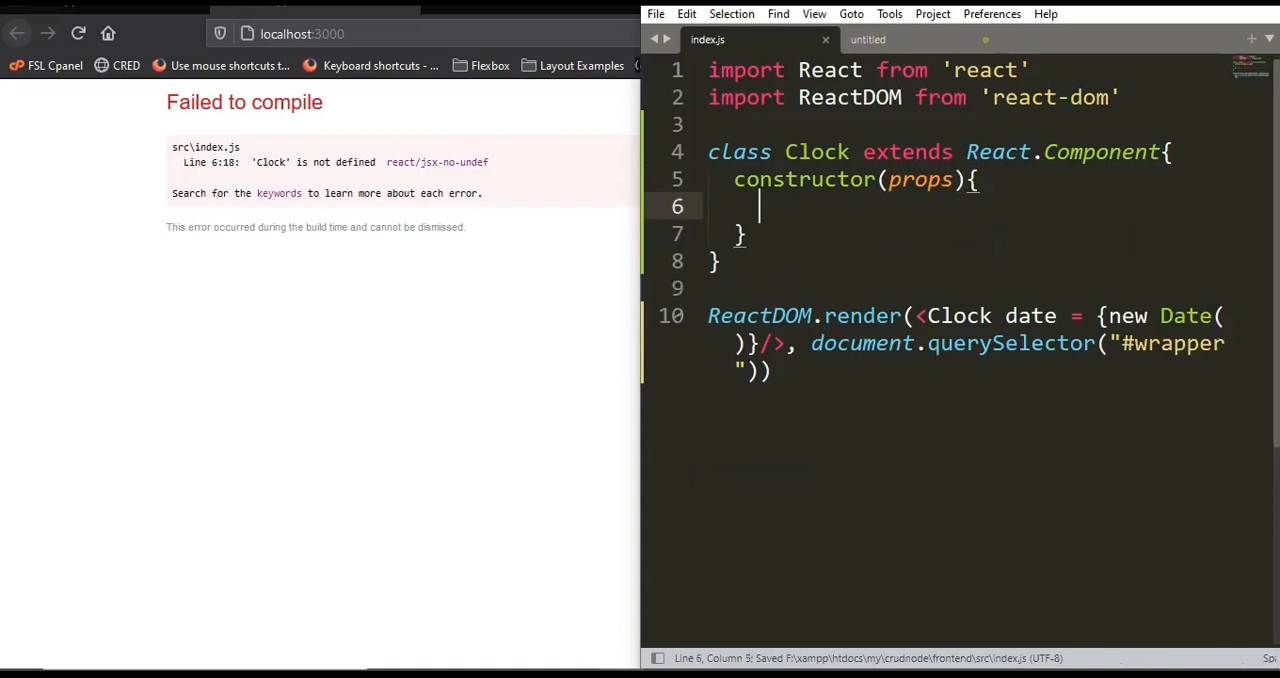 localhost:3000
FSL Cpanel
CRED
Use mouse shortcuts t...
Keyboard shortcuts - ...
Flexbox
Layout Examples
Failed to compile
src\index.js
Line 6:18: 'Clock' is not defined react/jsx-no-undef
Search for the keywords to learn more about each error.
This error occurred during the build time and cannot be dismissed.
File Edit Selection Find View Goto Tools Project Preferences Help
index.js
untitled
1 import React from 'react'
2 import ReactDOM from 'react-dom'
3
4 class Clock extends React.Component{
5 constructor(props){
6
7 }
8 }
9
10 ReactDOM.render(<Clock date = {new Date(
)}/>, document.querySelector("#wrapper
"))
Line 6, Column 5: Saved F:\xampp\htdocs\my\crudnode\frontend\src\index.js (UTF-8)